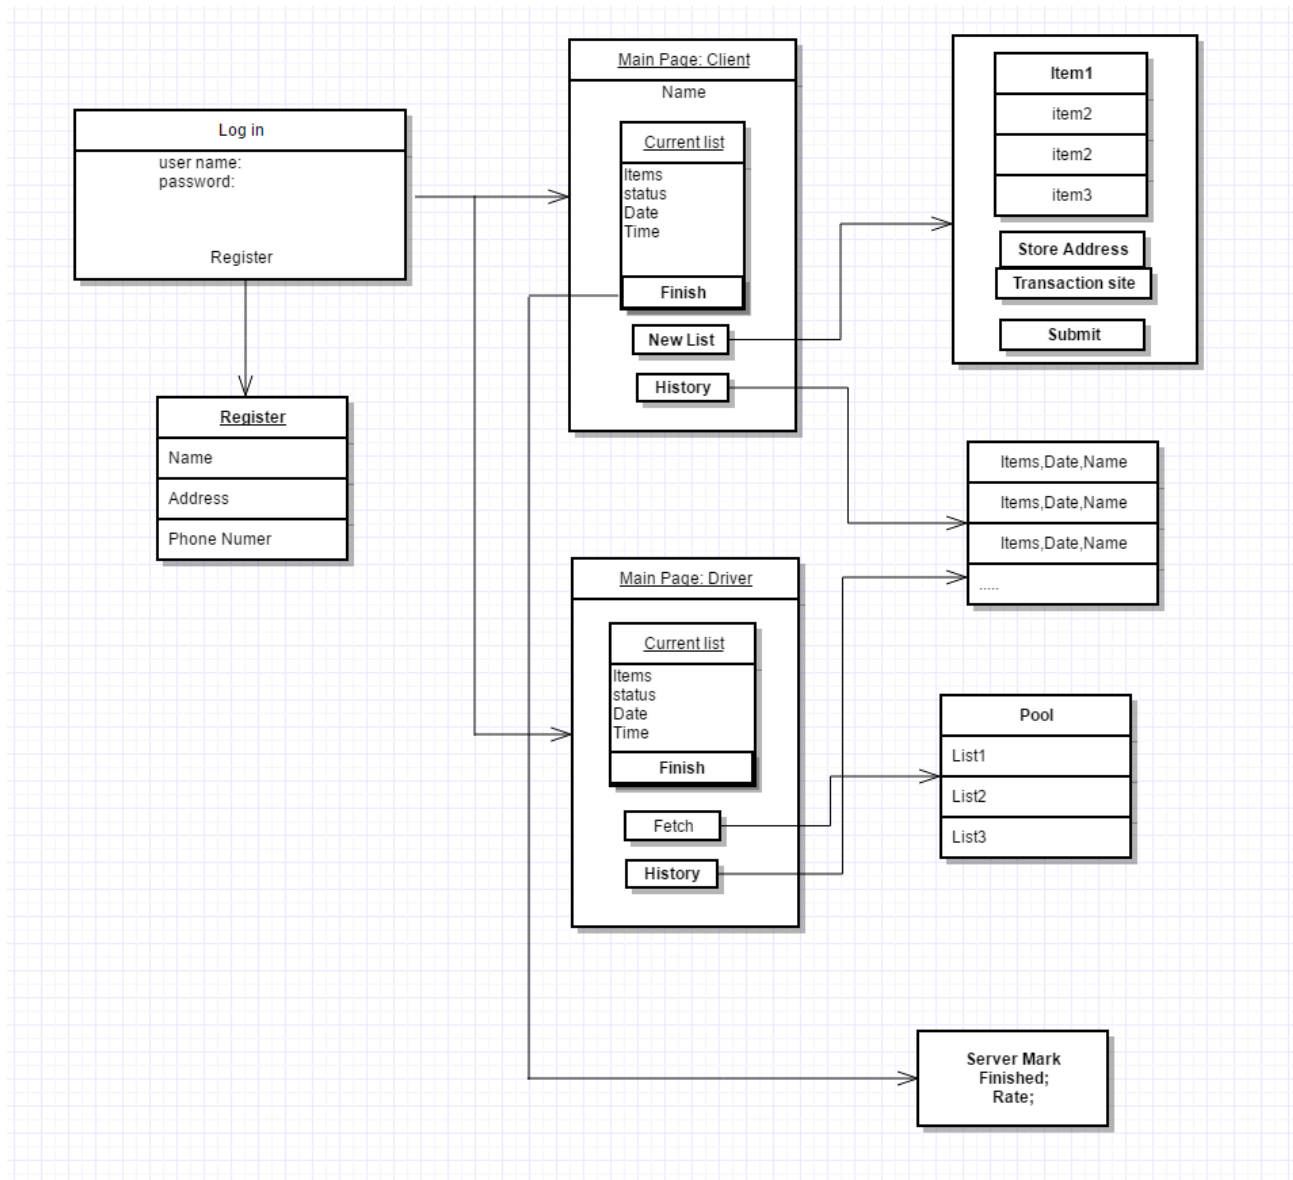 Log in
user name:
password:
Register
Register
Name
Address
Phone Numer
Main Page: Client
Name
Current list
Items
status
Date
Time
Finish
New List
History
Main Page: Driver
Current list
Items
status
Date
Time
Finish
Fetch
History
Item1
item2
item2
item3
Store Address
Transaction site
Submit
Items,Date,Name
Items,Date,Name
Items,Date,Name
.....
Pool
List1
List2
List3
Server Mark
Finished;
Rate;